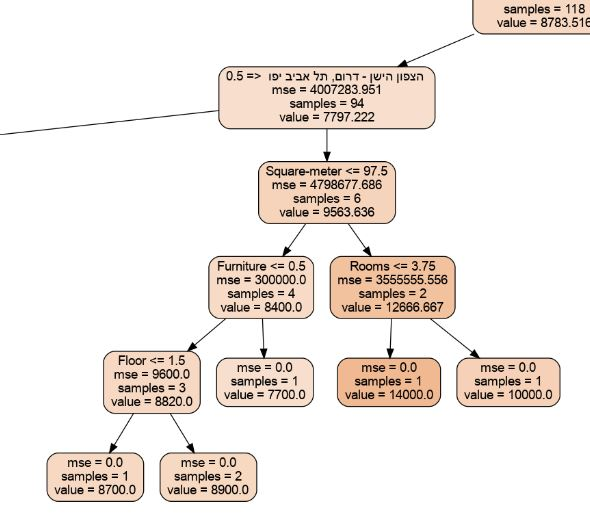 samples = 118
value = 8783.516
הצפון הישן - דרום, תל אביב יפו <= 0.5
mse = 4007283.951
samples = 94
value = 7797.222
Square-meter <= 97.5
mse = 4798677.686
samples = 6
value = 9563.636
Furniture <= 0.5
mse = 300000.0
samples = 4
value = 8400.0
Rooms <= 3.75
mse = 3555555.556
samples = 2
value = 12666.667
Floor <= 1.5
mse = 9600.0
samples = 3
value = 8820.0
mse = 0.0
samples = 1
value = 7700.0
mse = 0.0
samples = 1
value = 14000.0
mse = 0.0
samples = 1
value = 10000.0
mse = 0.0
samples = 1
value = 8700.0
mse = 0.0
samples = 2
value = 8900.0